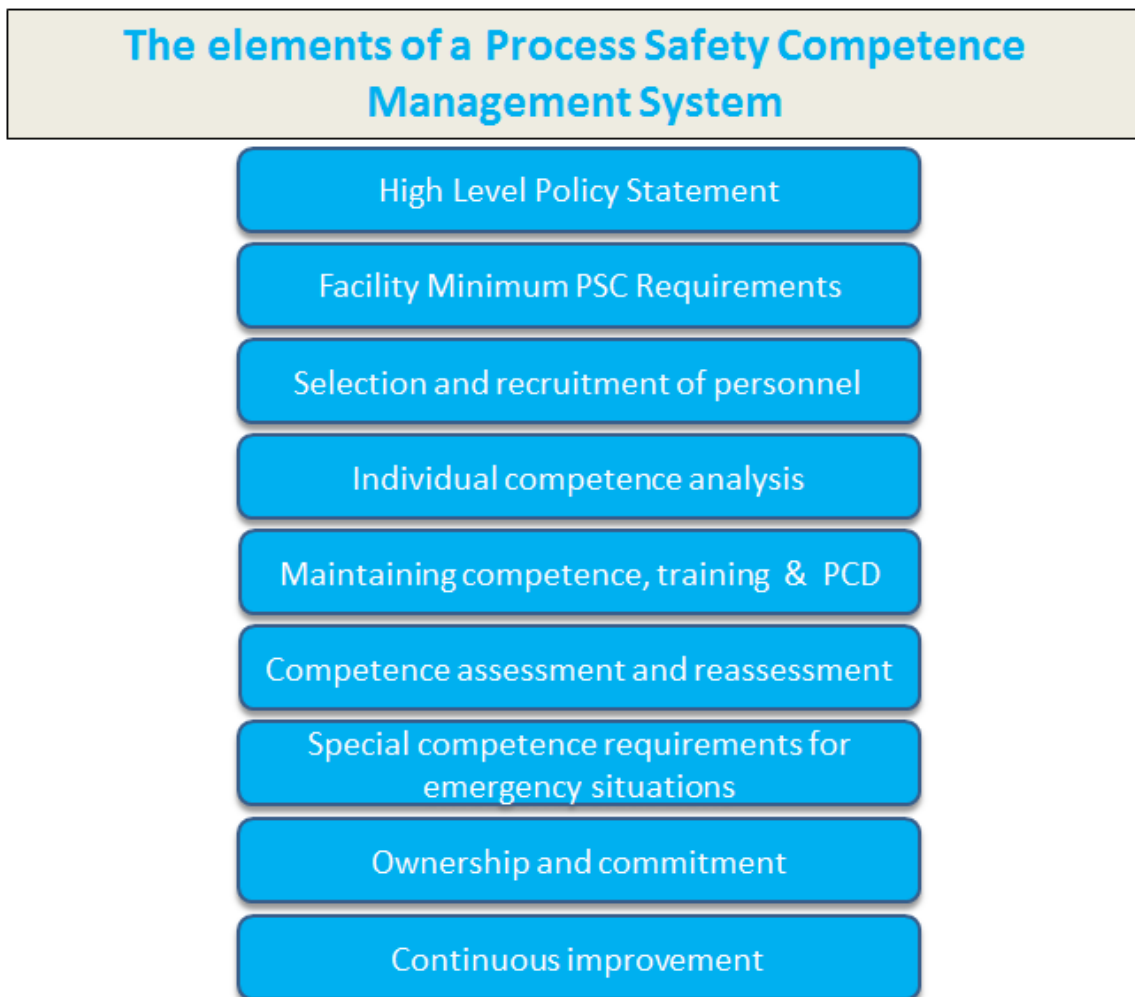 The elements of a Process Safety Competence
Management System
High Level Policy Statement
Facility Minimum PSC Requirements
Selection and recruitment of personnel
Individual competence analysis
Maintaining competence, training & PCD
Competence assessment and reassessment
Special competence requirements for
emergency situations
Ownership and commitment
Continuous improvement